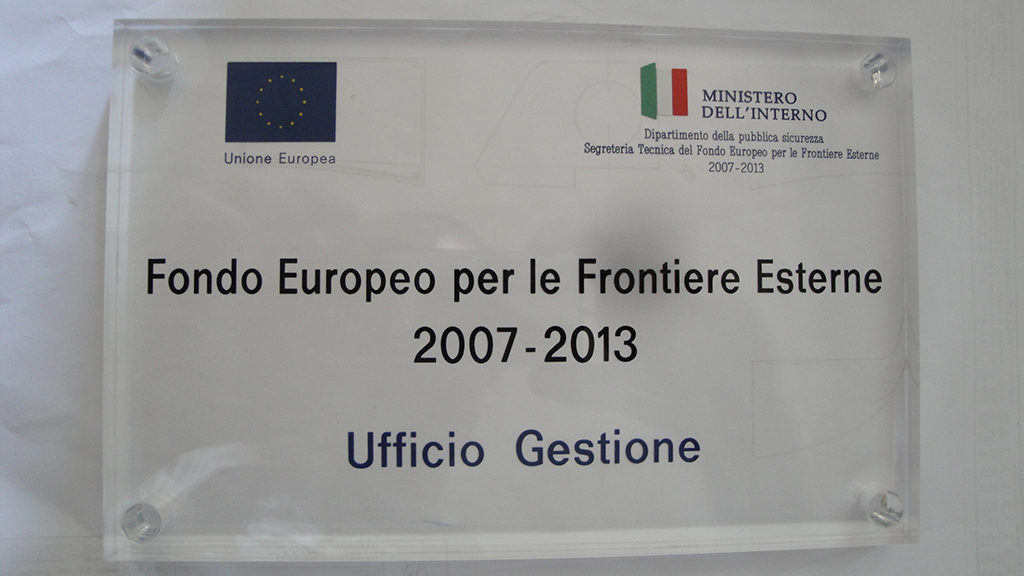 Unione Europea
MINISTERO
DELL'INTERNO
Dipartimento della pubblica sicurezza
Segreteria Tecnica del Fondo Europeo per le Frontiere Esterne
2007-2013
Fondo Europeo per le Frontiere Esterne
2007-2013
Ufficio Gestione